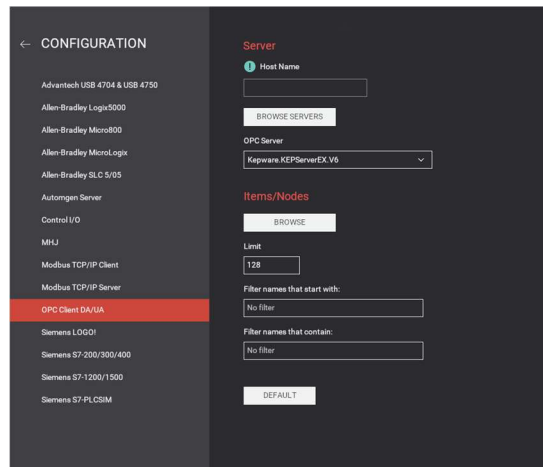 ← CONFIGURATION
Advantech USB 4704 & USB 4750
Allen-Bradley Logix5000
Allen-Bradley Micro800
Allen-Bradley MicroLogix
Allen-Bradley SLC 5/05
Automgen Server
Control I/O
MHJ
Modbus TCP/IP Client
Modbus TCP/IP Server
OPC Client DA/UA
Siemens LOGO!
Siemens S7-200/300/400
Siemens S7-1200/1500
Siemens S7-PLCSIM
Server
! Host Name
BROWSE SERVERS
OPC Server
Kepware.KEPServerEX.V6
Items/Nodes
BROWSE
Limit
128
Filter names that start with:
No filter
Filter names that contain:
No filter
DEFAULT